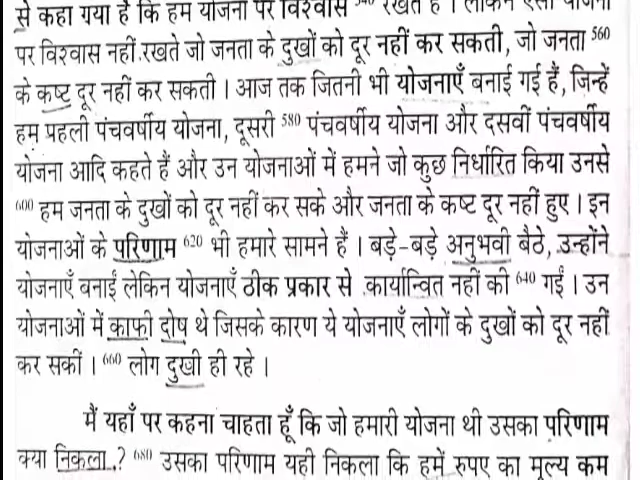 से कहा गया है कि हम योजना पर विश्वास ⁵⁴⁰ रखते हैं । लेकिन ऐसी योजना
पर विश्वास नहीं रखते जो जनता के दुखों को दूर नहीं कर सकती, जो जनता ⁵⁶⁰
के कष्ट दूर नहीं कर सकती । आज तक जितनी भी योजनाएँ बनाई गई हैं, जिन्हें
हम पहली पंचवर्षीय योजना, दूसरी ⁵⁸⁰ पंचवर्षीय योजना और दसवीं पंचवर्षीय
योजना आदि कहते हैं और उन योजनाओं में हमने जो कुछ निर्धारित किया उनसे
⁶⁰⁰ हम जनता के दुखों को दूर नहीं कर सके और जनता के कष्ट दूर नहीं हुए । इन
योजनाओं के परिणाम ⁶²⁰ भी हमारे सामने हैं । बड़े-बड़े अनुभवी बैठे, उन्होंने
योजनाएँ बनाईं लेकिन योजनाएँ ठीक प्रकार से कार्यान्वित नहीं की ⁶⁴⁰ गईं । उन
योजनाओं में काफी दोष थे जिसके कारण ये योजनाएँ लोगों के दुखों को दूर नहीं
कर सकीं । ⁶⁶⁰ लोग दुखी ही रहे ।
मैं यहाँ पर कहना चाहता हूँ कि जो हमारी योजना थी उसका परिणाम
क्या निकला ? ⁶⁸⁰ उसका परिणाम यही निकला कि हमें रुपए का मूल्य कम